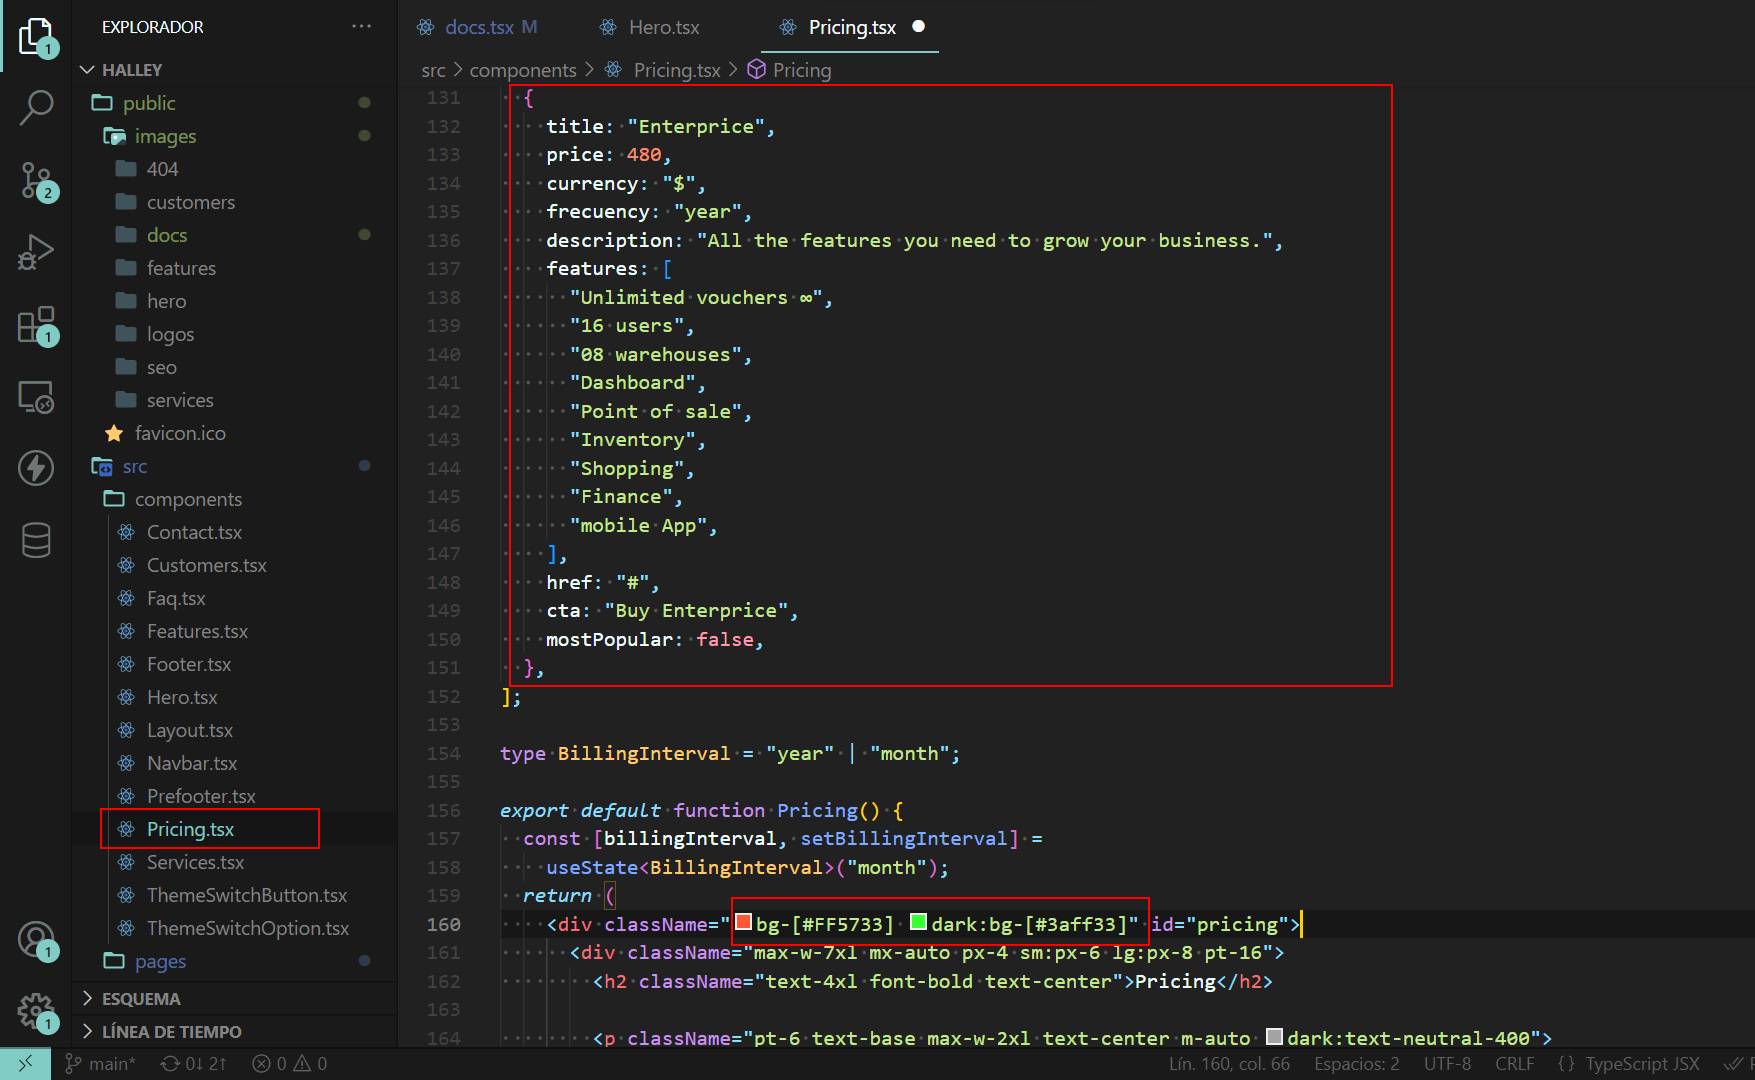 EXPLORADOR ···
HALLEY
public
images
404
customers
docs
features
hero
logos
seo
services
favicon.ico
src
components
Contact.tsx
Customers.tsx
Faq.tsx
Features.tsx
Footer.tsx
Hero.tsx
Layout.tsx
Navbar.tsx
Prefooter.tsx
Pricing.tsx
Services.tsx
ThemeSwitchButton.tsx
ThemeSwitchOption.tsx
pages
ESQUEMA
LÍNEA DE TIEMPO
1
2
1
1
1
docs.tsx M
Hero.tsx
Pricing.tsx
src > components > Pricing.tsx > Pricing
131 {
132 title: "Enterprice",
133 price: 480,
134 currency: "$",
135 frecuency: "year",
136 description: "All the features you need to grow your business.",
137 features: [
138 "Unlimited vouchers ∞",
139 "16 users",
140 "08 warehouses",
141 "Dashboard",
142 "Point of sale",
143 "Inventory",
144 "Shopping",
145 "Finance",
146 "mobile App",
147 ],
148 href: "#",
149 cta: "Buy Enterprice",
150 mostPopular: false,
151 },
152 ];
153
154 type BillingInterval = "year" | "month";
155
156 export default function Pricing() {
157 const [billingInterval, setBillingInterval] =
158 useState<BillingInterval>("month");
159 return (
160 <div className="bg-[#FF5733] dark:bg-[#3aff33]" id="pricing">
161 <div className="max-w-7xl mx-auto px-4 sm:px-6 lg:px-8 pt-16">
162 <h2 className="text-4xl font-bold text-center">Pricing</h2>
163
164 <p className="pt-6 text-base max-w-2xl text-center m-auto dark:text-neutral-400">
main* 0↓ 2↑ 0 0 Lín. 160, col. 66 Espacios: 2 UTF-8 CRLF {} TypeScript JSX